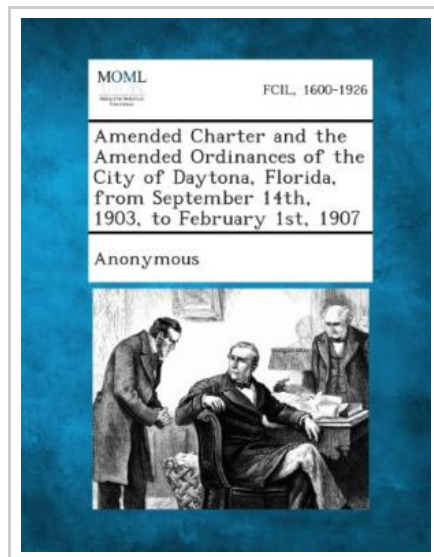 MOML
FCIL, 1600-1926
Amended Charter and the
Amended Ordinances of the
City of Daytona, Florida,
from September 14th,
1903, to February 1st, 1907
Anonymous